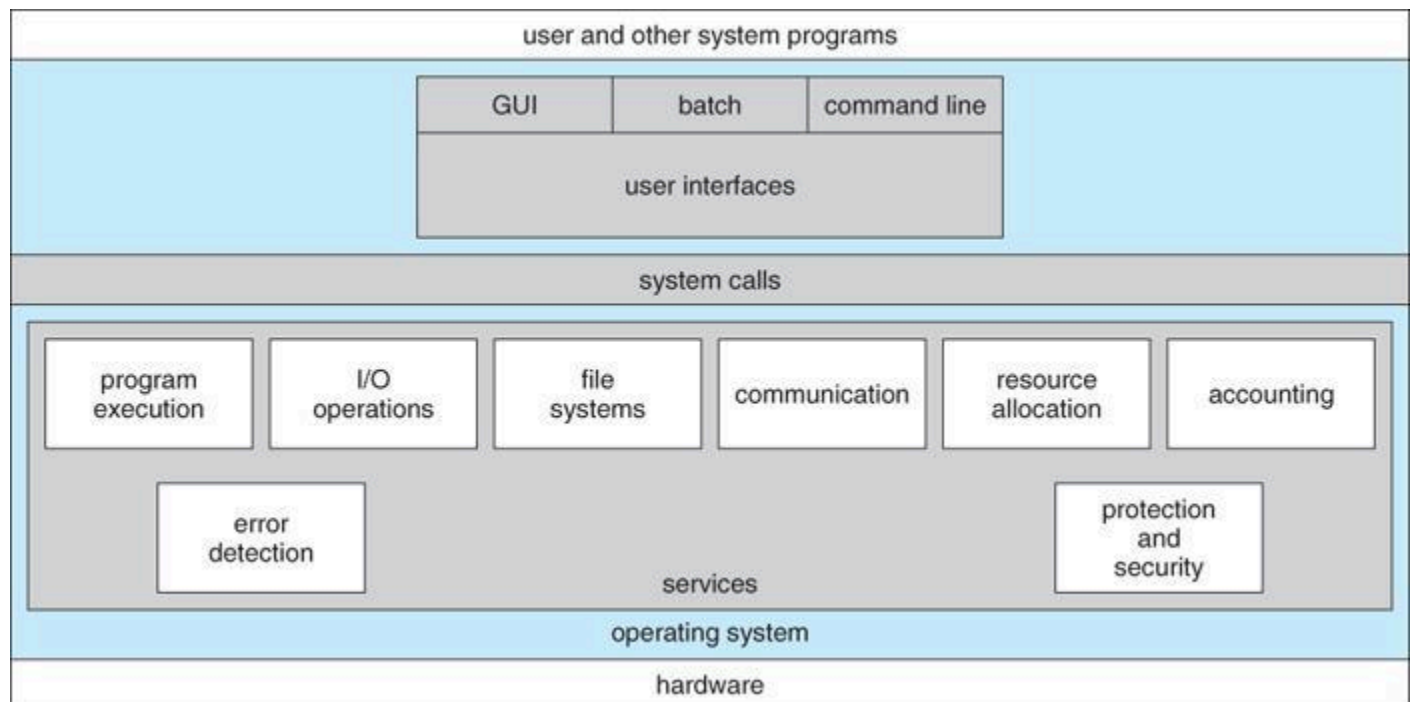 user and other system programs
GUI
batch
command line
user interfaces
system calls
program
execution
I/O
operations
file
systems
communication
resource
allocation
accounting
error
detection
protection
and
security
services
operating system
hardware